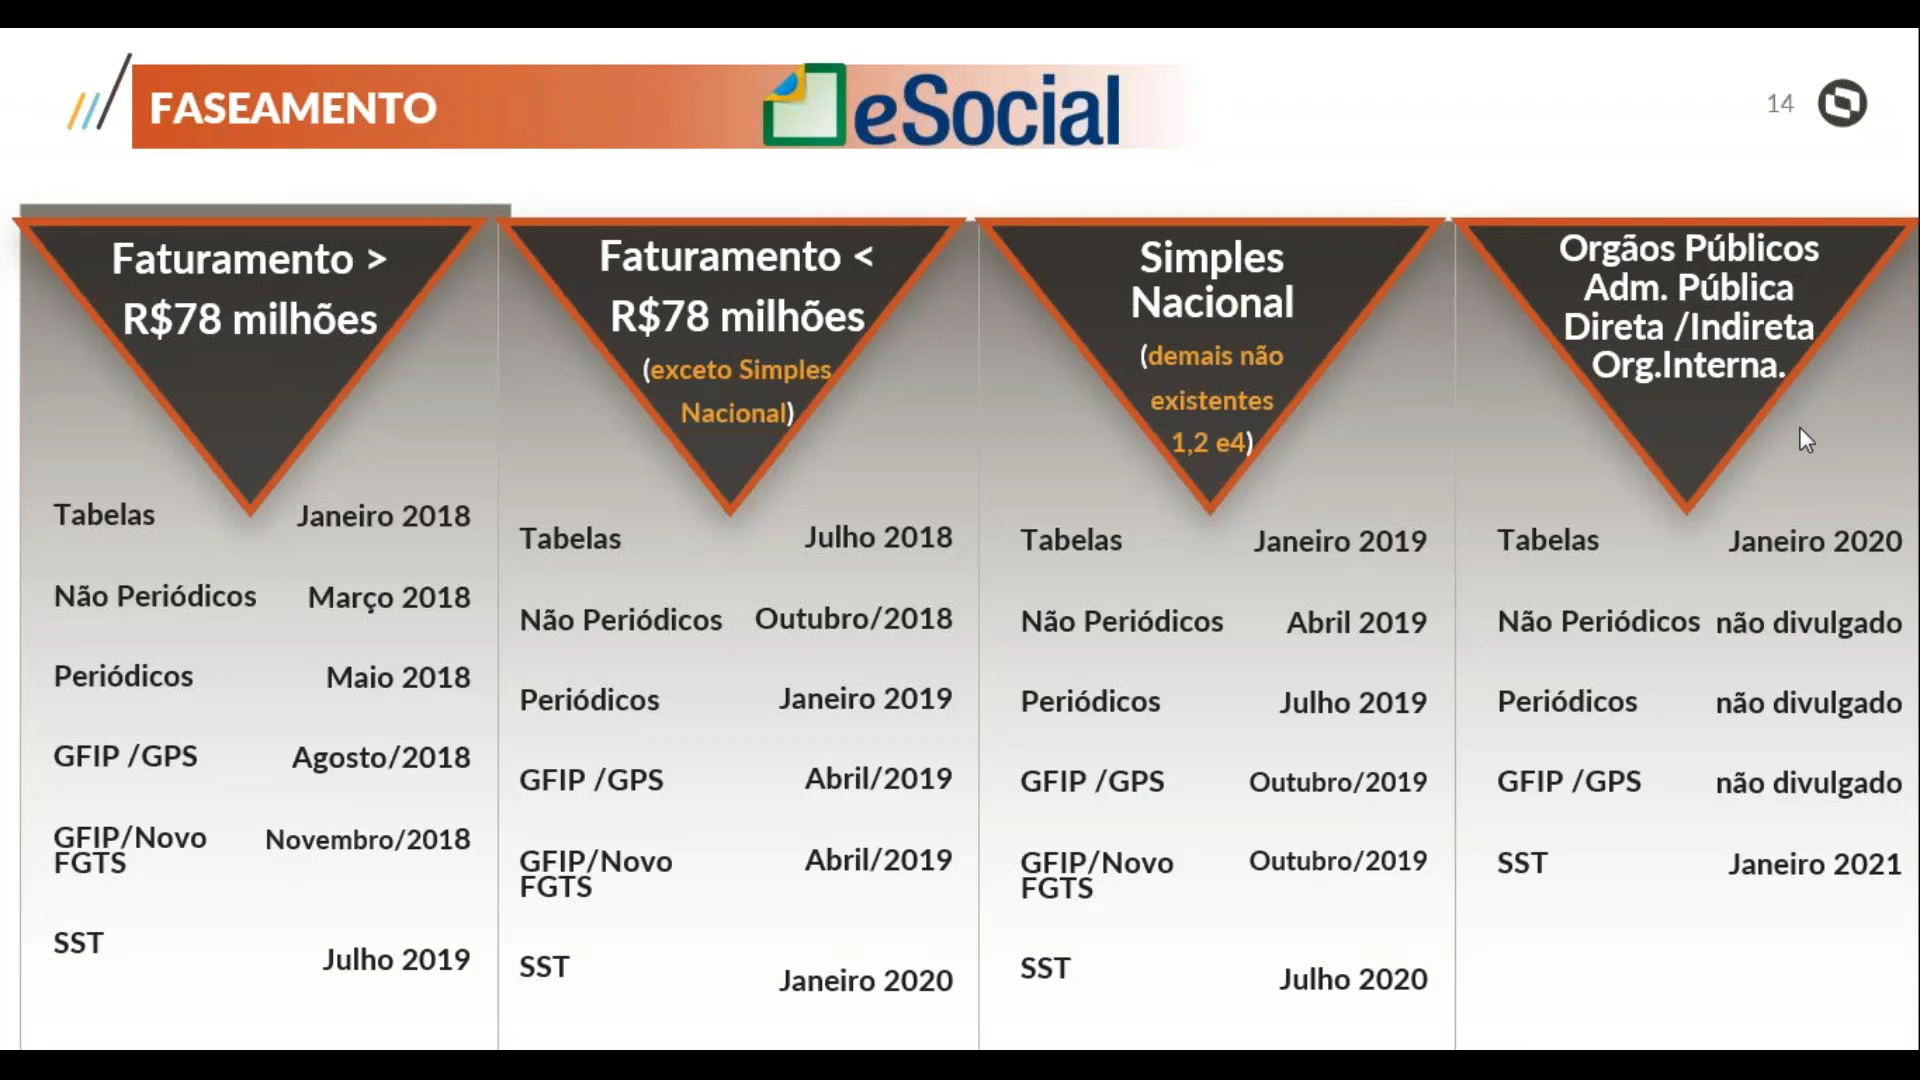 FASEAMENTO
eSocial
14
Faturamento >
R$78 milhões
Tabelas Janeiro 2018
Não Periódicos Março 2018
Periódicos Maio 2018
GFIP /GPS Agosto/2018
GFIP/Novo Novembro/2018
FGTS
SST
Julho 2019
Faturamento <
R$78 milhões
(exceto Simples
Nacional)
Tabelas Julho 2018
Não Periódicos Outubro/2018
Periódicos Janeiro 2019
GFIP /GPS Abril/2019
GFIP/Novo Abril/2019
FGTS
SST
Janeiro 2020
Simples
Nacional
(demais não
existentes
1,2 e4)
Tabelas Janeiro 2019
Não Periódicos Abril 2019
Periódicos Julho 2019
GFIP /GPS Outubro/2019
GFIP/Novo Outubro/2019
FGTS
SST
Julho 2020
Orgãos Públicos
Adm. Pública
Direta /Indireta
Org.Interna.
Tabelas Janeiro 2020
Não Periódicos não divulgado
Periódicos não divulgado
GFIP /GPS não divulgado
SST Janeiro 2021